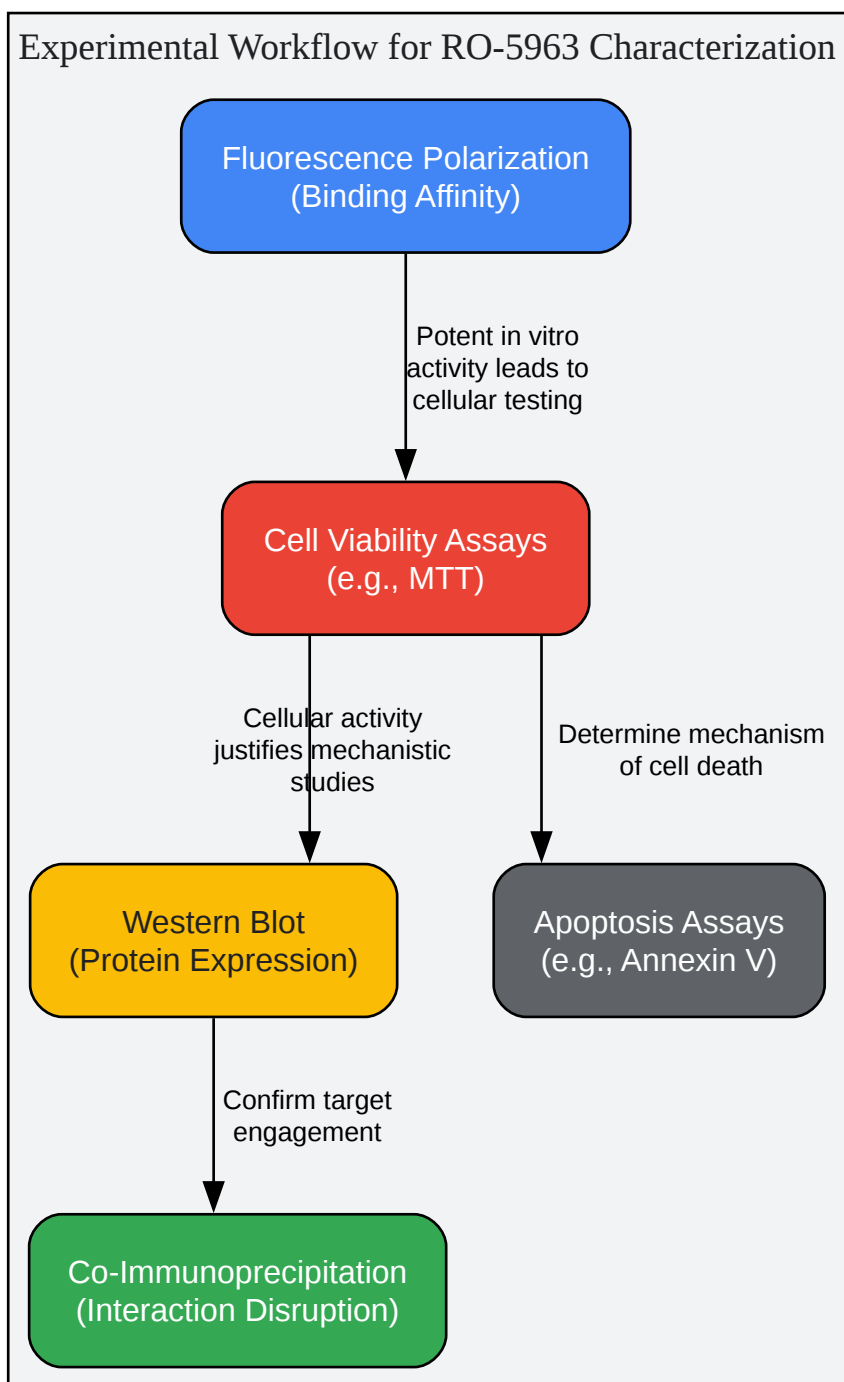 Experimental Workflow for RO-5963 Characterization
Fluorescence Polarization
(Binding Affinity)
Potent in vitro
activity leads to
cellular testing
Cell Viability Assays
(e.g., MTT)
Cellular activity
justifies mechanistic
studies
Determine mechanism
of cell death
Western Blot
(Protein Expression)
Apoptosis Assays
(e.g., Annexin V)
Confirm target
engagement
Co-Immunoprecipitation
(Interaction Disruption)